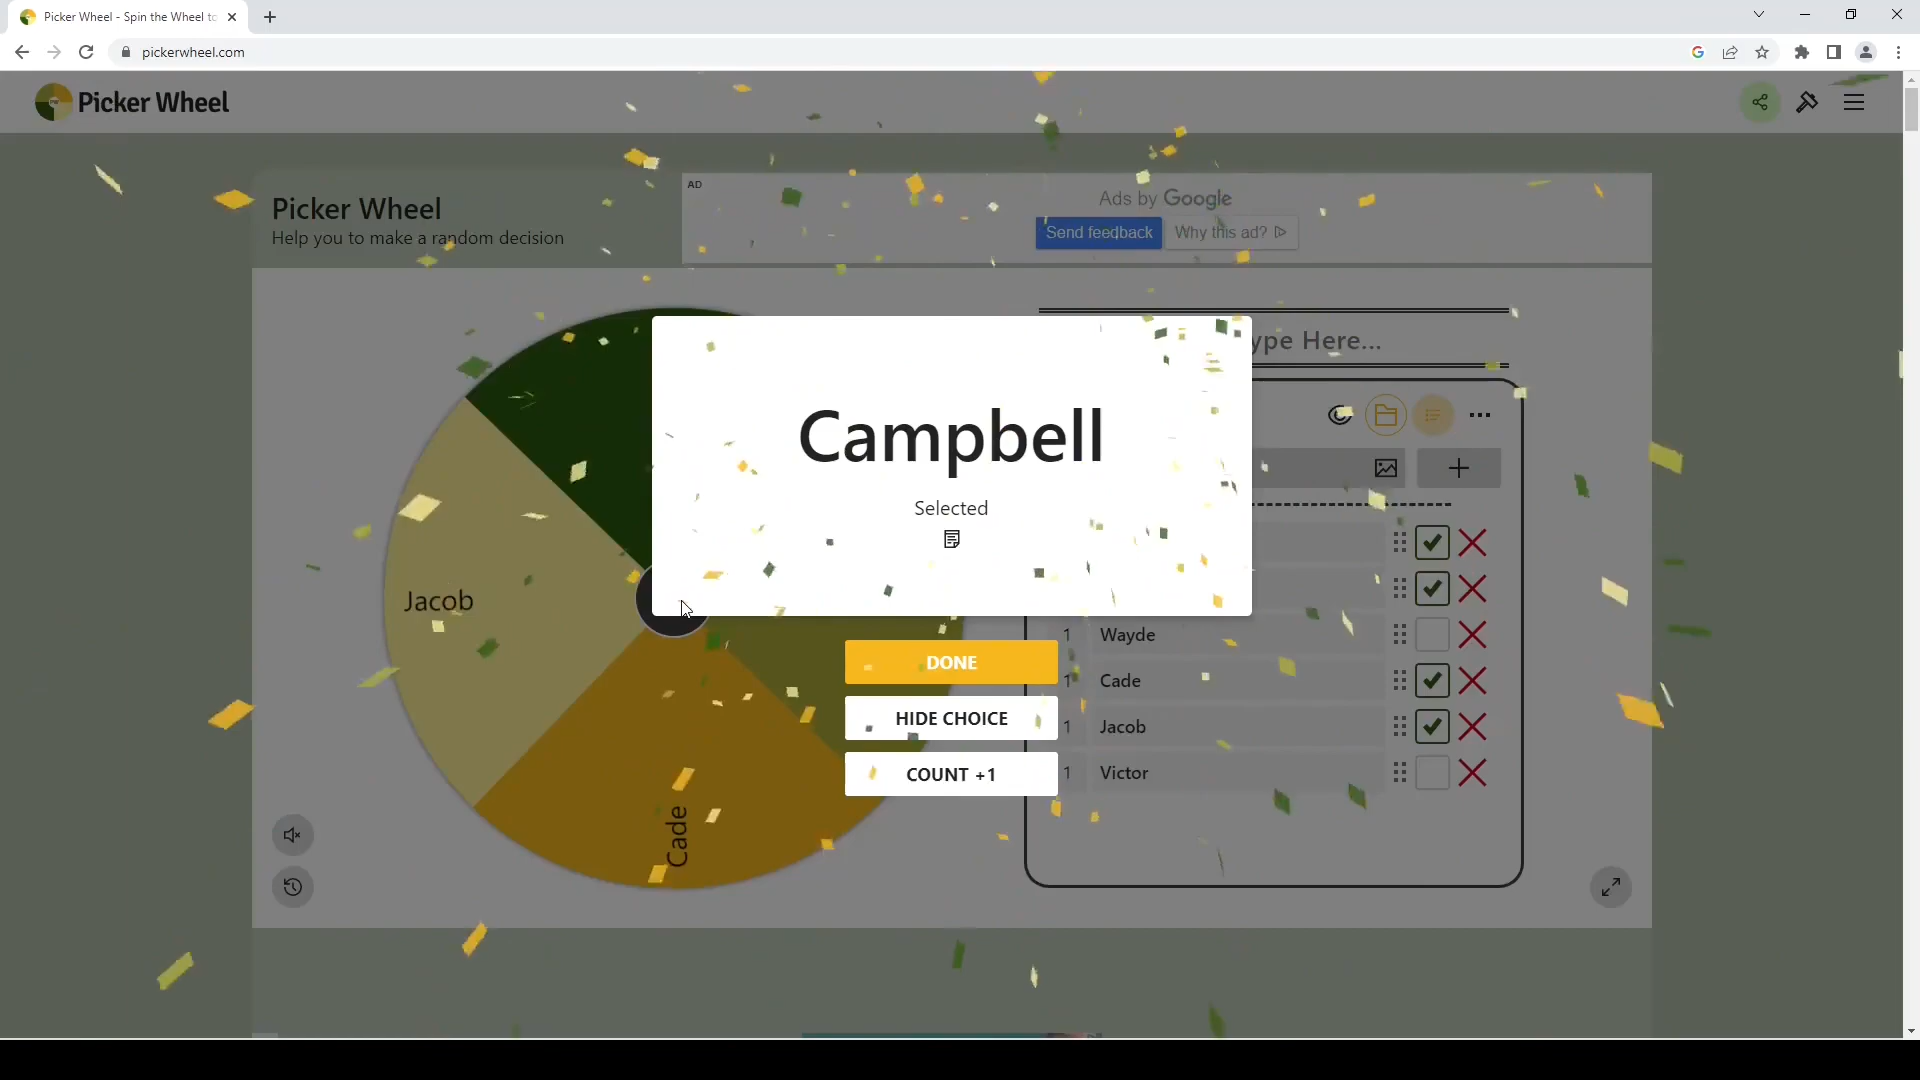 Picker Wheel - Spin the Wheel to
pickerwheel.com
Picker Wheel
Picker Wheel
Help you to make a random decision
AD
Ads by Google
Send feedback
Why this ad?
ype Here...
Campbell
Selected
Jacob
Cade
DONE
HIDE CHOICE
COUNT +1
1 Wayde
1 Cade
1 Jacob
1 Victor